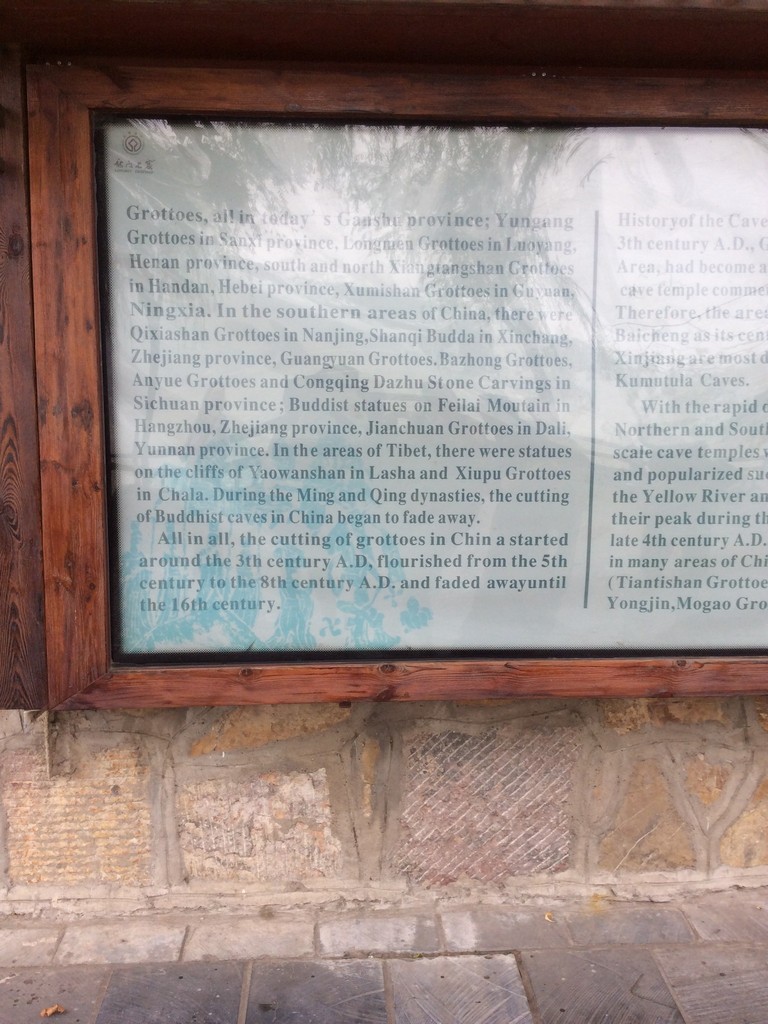 Grottoes, all in today's Ganshu province; Yungang
Grottoes in Sanxi province, Longmen Grottoes in Luoyang,
Henan province, south and north Xiangtangshan Grottoes
in Handan, Hebei province, Xumishan Grottoes in Guyuan,
Ningxia. In the southern areas of China, there were
Qixiashan Grottoes in Nanjing,Shanqi Budda in Xinchang,
Zhejiang province, Guangyuan Grottoes. Bazhong Grottoes,
Anyue Grottoes and Congqing Dazhu Stone Carvings in
Sichuan province; Buddist statues on Feilai Moutain in
Hangzhou, Zhejiang province, Jianchuan Grottoes in Dali,
Yunnan province. In the areas of Tibet, there were statues
on the cliffs of Yaowanshan in Lasha and Xiupu Grottoes
in Chala. During the Ming and Qing dynasties, the cutting
of Buddhist caves in China began to fade away.
All in all, the cutting of grottoes in Chin a started
around the 3th century A.D, flourished from the 5th
century to the 8th century A.D. and faded awayuntil
the 16th century.
Historyof the Cave
3th century A.D., G
Area, had become a
cave temple comme
Therefore, the area
Baicheng as its cent
Xinjiang are most d
Kumutula Caves.
With the rapid d
Northern and Sout
scale cave temples w
and popularized suc
the Yellow River an
their peak during th
late 4th century A.D.
in many areas of Chi
(Tiantishan Grottoe
Yongjin,Mogao Gro